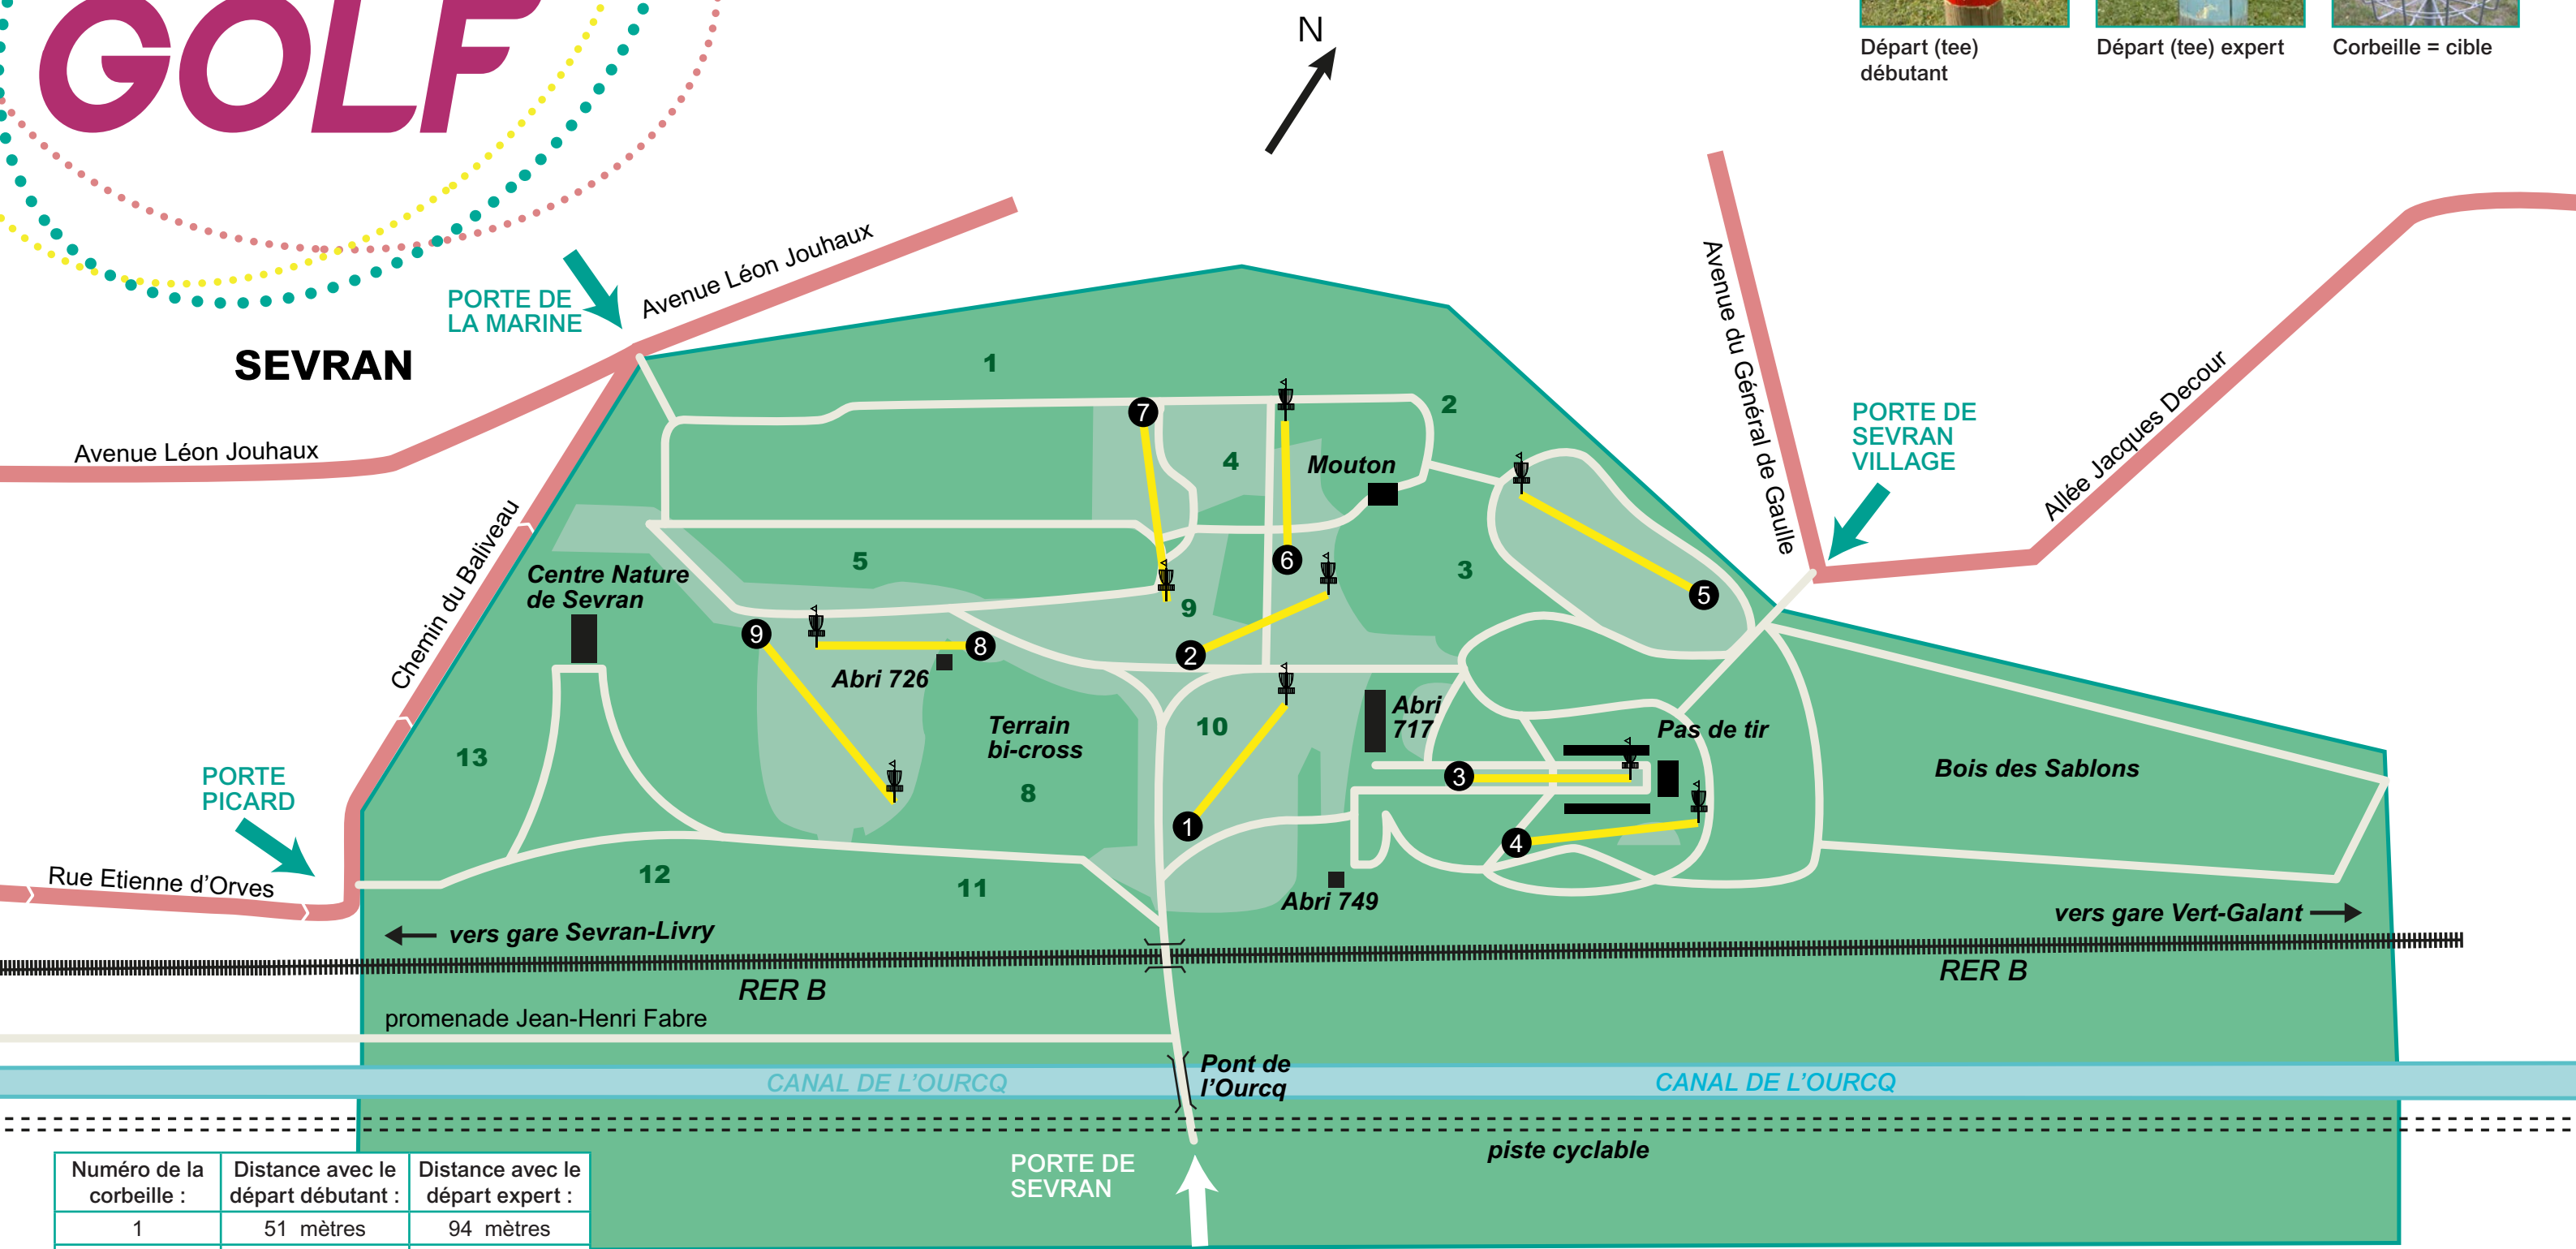 GOLF
N
Départ (tee)
débutant
Départ (tee) expert
Corbeille = cible
Avenue Léon Jouhaux
PORTE DE
LA MARINE
SEVRAN
Avenue Léon Jouhaux
Avenue du Général de Gaulle
Allée Jacques Decour
PORTE DE
SEVRAN
VILLAGE
1
2
7
4
Mouton
Chemin du Baliveau
5
6
3
5
Centre Nature
de Sevran
9
9
8
2
Abri 726
Abri
717
Terrain
bi-cross
10
Pas de tir
13
8
3
Bois des Sablons
PORTE
PICARD
1
4
Rue Etienne d'Orves
12
11
Abri 749
vers gare Sevran-Livry
vers gare Vert-Galant
RER B
RER B
promenade Jean-Henri Fabre
Pont de
l'Ourcq
CANAL DE L'OURCQ
CANAL DE L'OURCQ
piste cyclable
PORTE DE
SEVRAN
Numéro de la corbeille : Distance avec le départ débutant : Distance avec le départ expert :
1 51 mètres 94 mètres